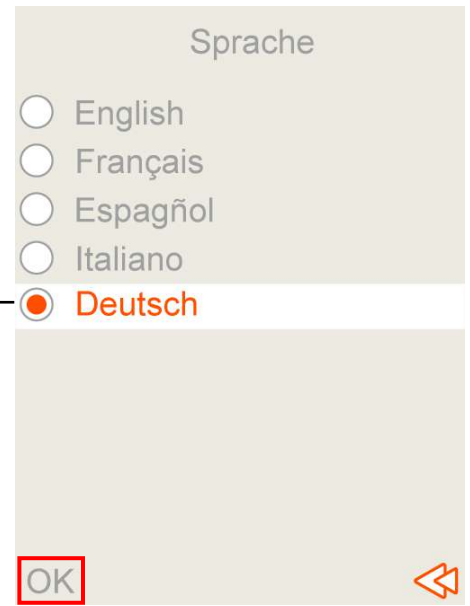 Sprache
English
Français
Espagñol
Italiano
Deutsch
OK